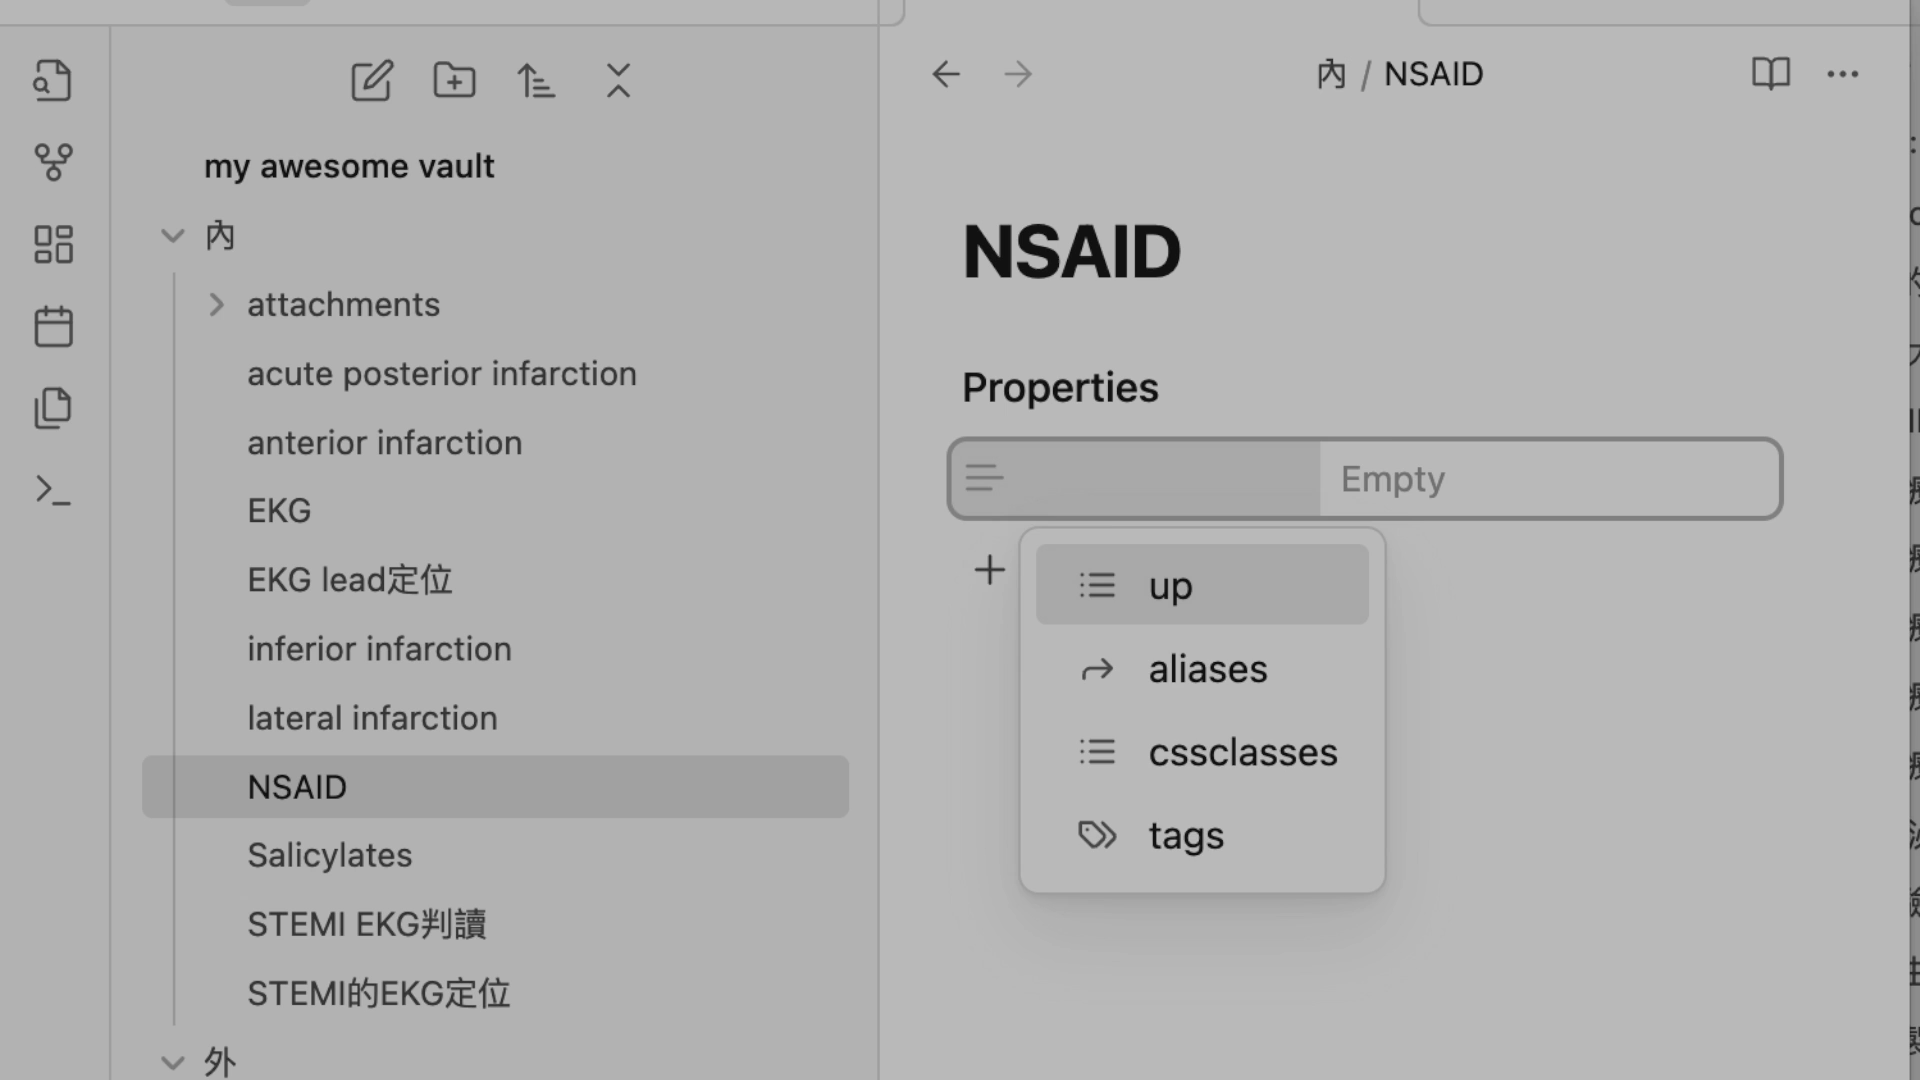 my awesome vault
內
attachments
acute posterior infarction
anterior infarction
EKG
EKG lead定位
inferior infarction
lateral infarction
NSAID
Salicylates
STEMI EKG判讀
STEMI的EKG定位
外
內 / NSAID
NSAID
Properties
Empty
up
aliases
cssclasses
tags